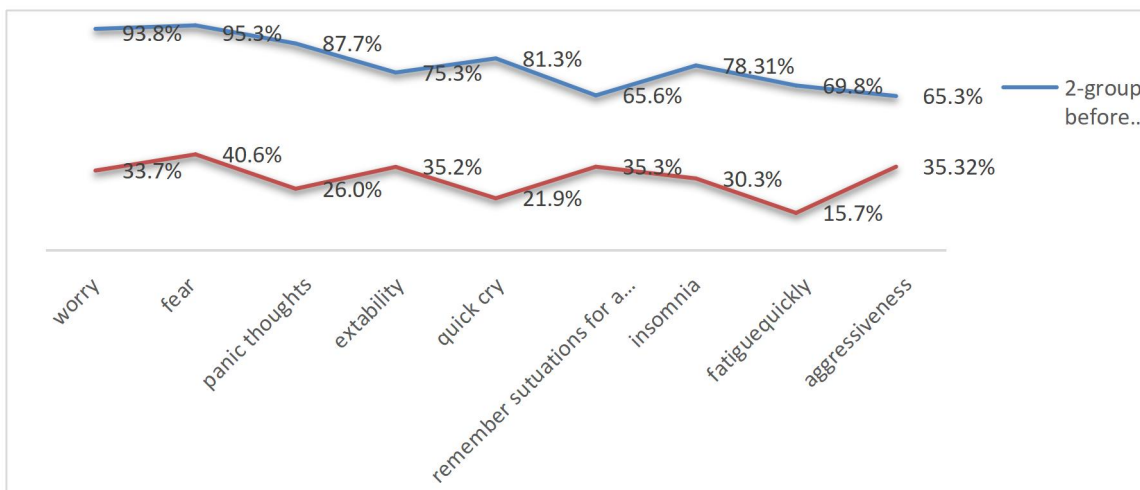 93.8%
95.3%
87.7%
75.3%
81.3%
65.6%
78.31%
69.8%
65.3%
2-group
before...
33.7%
40.6%
26.0%
35.2%
21.9%
35.3%
30.3%
15.7%
35.32%
worry
fear
panic thoughts
extability
quick cry
remember sutuations for a...
insomnia
fatiguequickly
aggressiveness